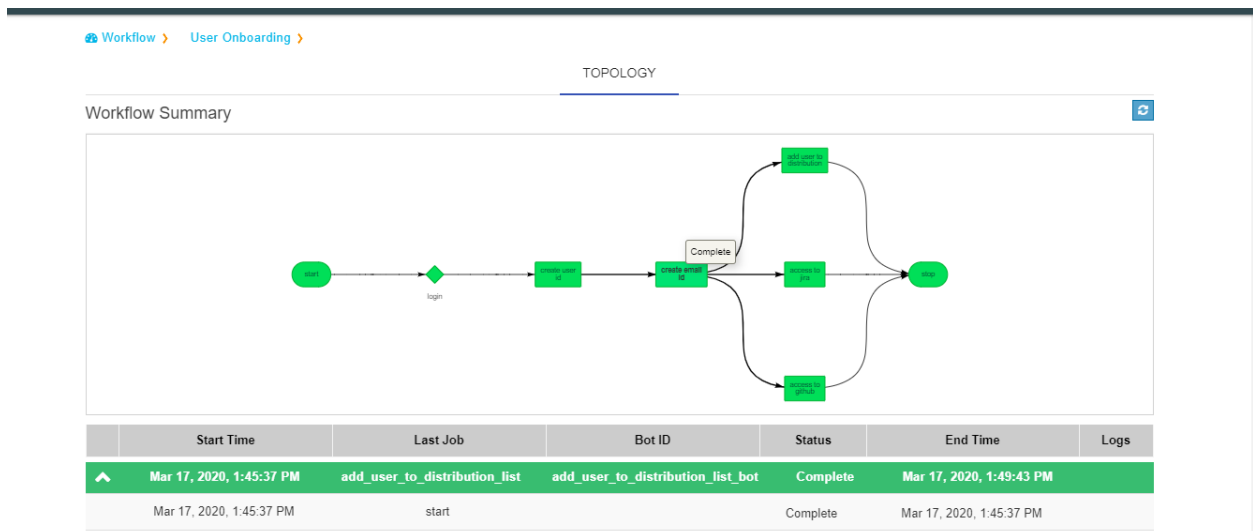 Workflow ❯ User Onboarding ❯
TOPOLOGY
Workflow Summary
add user to
distribution
Complete
start
create user
id
create email
id
access to
jira
stop
login
access to
github
Start Time Last Job Bot ID Status End Time Logs
Mar 17, 2020, 1:45:37 PM add_user_to_distribution_list add_user_to_distribution_list_bot Complete Mar 17, 2020, 1:49:43 PM
Mar 17, 2020, 1:45:37 PM start Complete Mar 17, 2020, 1:45:37 PM